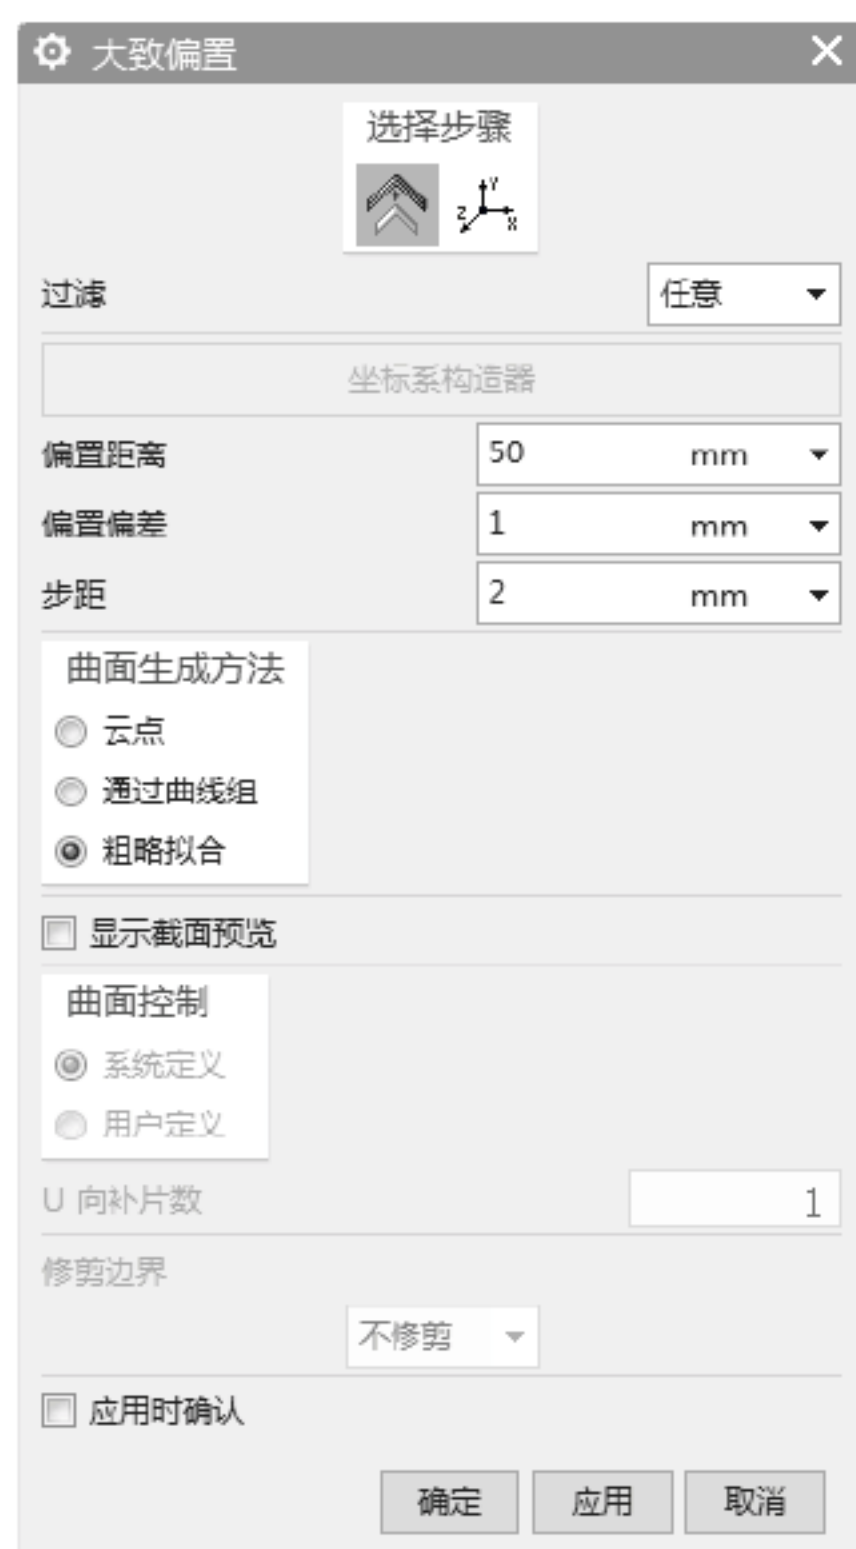 大致偏置
选择步骤
Y
Z
X
过滤 任意
坐标系构造器
偏置距离 50 mm
偏置偏差 1 mm
步距 2 mm
曲面生成方法
云点
通过曲线组
粗略拟合
显示截面预览
曲面控制
系统定义
用户定义
U 向补片数 1
修剪边界
不修剪
应用时确认
确定 应用 取消